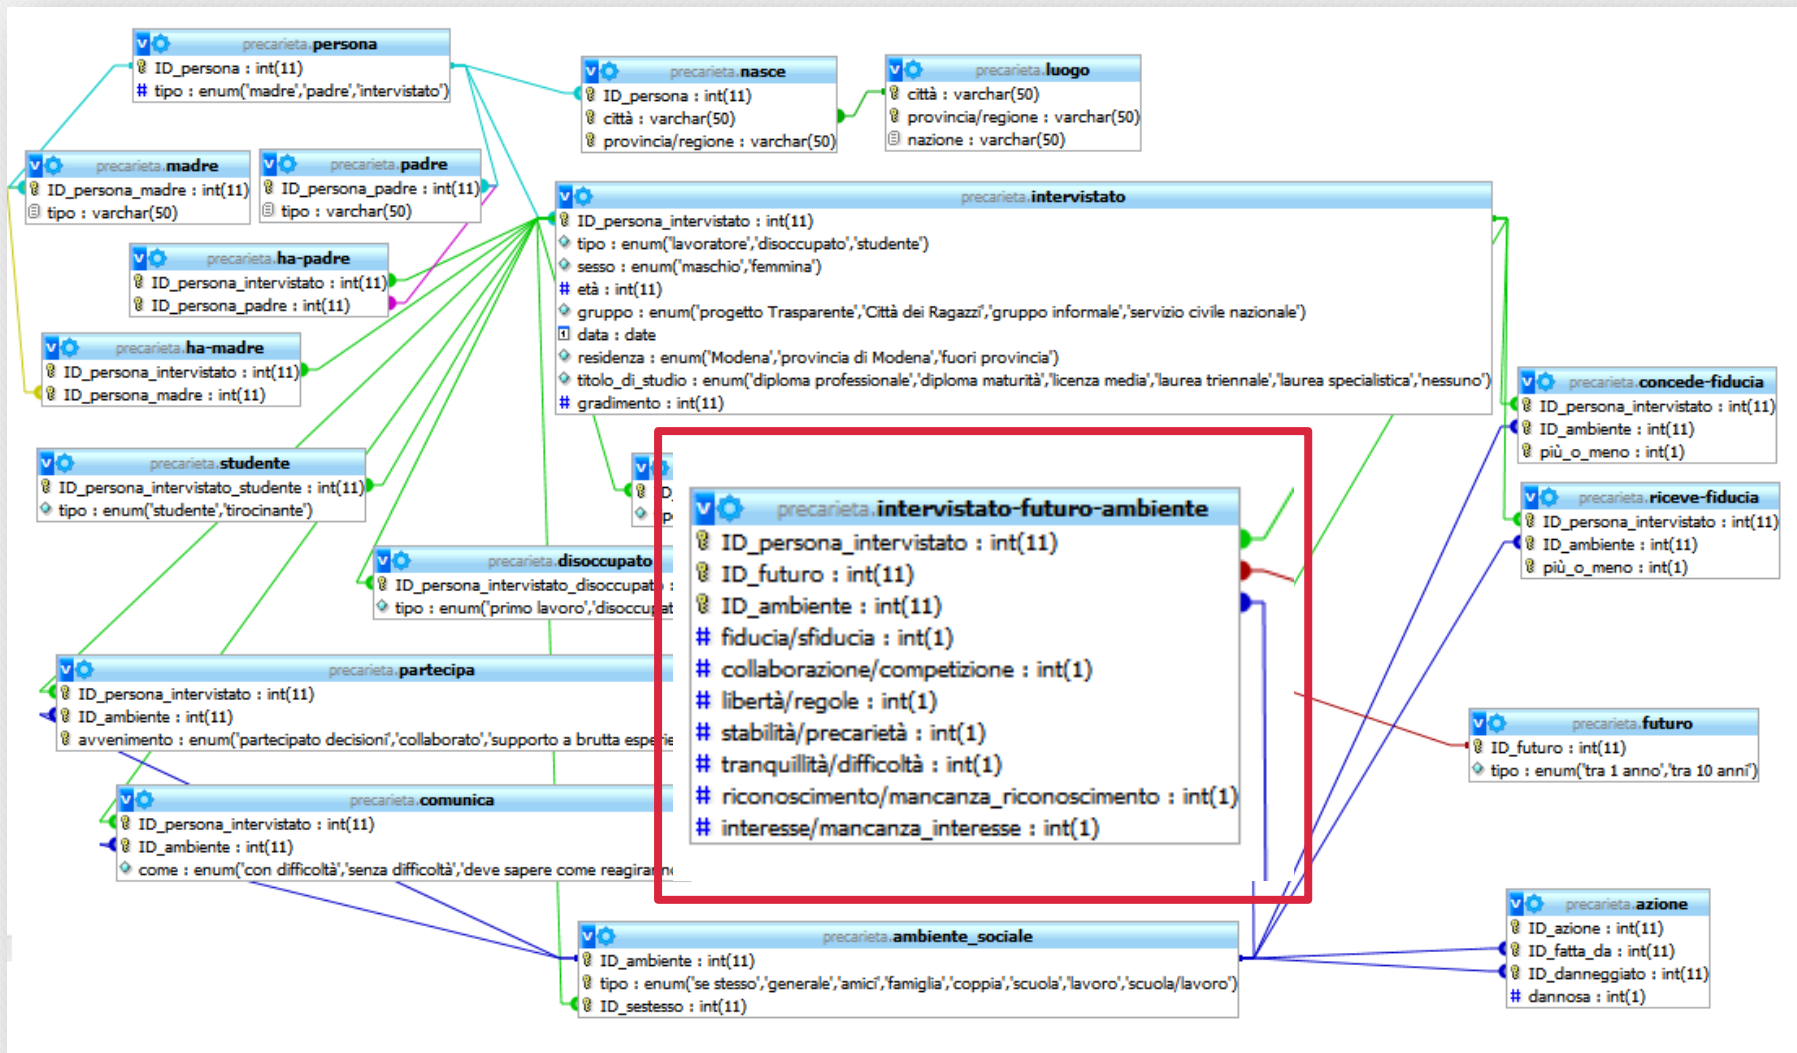 precarieta.persona
ID_persona : int(11)
tipo : enum('madre','padre','intervistato')
precarieta.nasce
ID_persona : int(11)
città : varchar(50)
provincia/regione : varchar(50)
precarieta.luogo
città : varchar(50)
provincia/regione : varchar(50)
nazione : varchar(50)
precarieta.madre
ID_persona_madre : int(11)
tipo : varchar(50)
precarieta.padre
ID_persona_padre : int(11)
tipo : varchar(50)
precarieta.intervistato
ID_persona_intervistato : int(11)
tipo : enum('lavoratore','disoccupato','studente')
sesso : enum('maschio','femmina')
età : int(11)
gruppo : enum('progetto Trasparente','Città dei Ragazzi','gruppo informale','servizio civile nazionale')
data : date
residenza : enum('Modena','provincia di Modena','fuori provincia')
titolo_di_studio : enum('diploma professionale','diploma maturità','licenza media','laurea triennale','laurea specialistica','nessuno')
gradimento : int(11)
precarieta.ha-padre
ID_persona_intervistato : int(11)
ID_persona_padre : int(11)
precarieta.ha-madre
ID_persona_intervistato : int(11)
ID_persona_madre : int(11)
precarieta.concede-fiducia
ID_persona_intervistato : int(11)
ID_ambiente : int(11)
più_o_meno : int(1)
precarieta.studente
ID_persona_intervistato_studente : int(11)
tipo : enum('studente','tirocinante')
precarieta.riceve-fiducia
ID_persona_intervistato : int(11)
ID_ambiente : int(11)
più_o_meno : int(1)
precarieta.intervistato-futuro-ambiente
ID_persona_intervistato : int(11)
ID_futuro : int(11)
ID_ambiente : int(11)
fiducia/sfiducia : int(1)
collaborazione/competizione : int(1)
libertà/regole : int(1)
stabilità/precarietà : int(1)
tranquillità/difficoltà : int(1)
riconoscimento/mancanza_riconoscimento : int(1)
interesse/mancanza_interesse : int(1)
precarieta.disoccupato
ID_persona_intervistato_disoccupato :
tipo : enum('primo lavoro','disoccupat
precarieta.partecipa
ID_persona_intervistato : int(11)
ID_ambiente : int(11)
avvenimento : enum('partecipato decisioni','collaborato','supporto a brutta esperie
precarieta.futuro
ID_futuro : int(11)
tipo : enum('tra 1 anno','tra 10 anni')
precarieta.comunica
ID_persona_intervistato : int(11)
ID_ambiente : int(11)
come : enum('con difficoltà','senza difficoltà','deve sapere come reagirann
precarieta.ambiente_sociale
ID_ambiente : int(11)
tipo : enum('se stesso','generale','amici','famiglia','coppia','scuola','lavoro','scuola/lavoro')
ID_sestesso : int(11)
precarieta.azione
ID_azione : int(11)
ID_fatta_da : int(11)
ID_danneggiato : int(11)
dannosa : int(1)